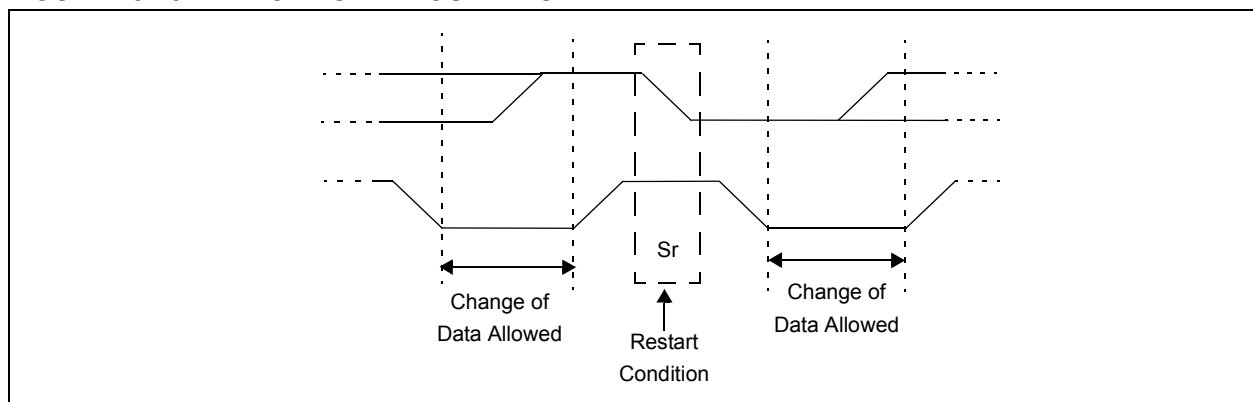 Sr
Change of
Data Allowed
Restart
Condition
Change of
Data Allowed